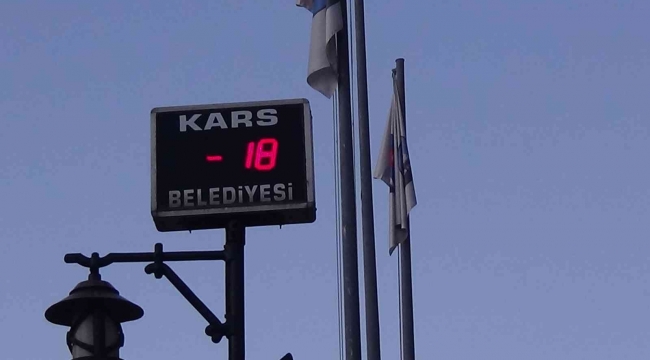 KARS
- 18
BELEDİYESİ